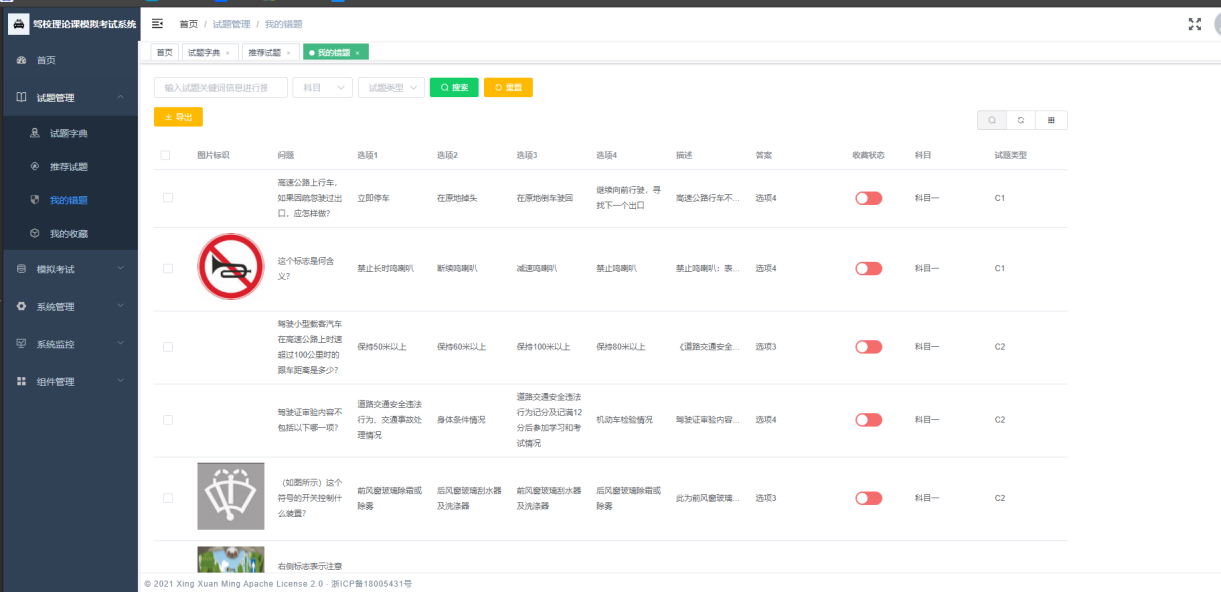 驾校理论课模拟考试系统
首页 / 试题管理 / 我的错题
首页 试题字典 × 推荐试题 × 我的错题 ×
首页
试题管理
试题字典
推荐试题
我的错题
我的收藏
模拟考试
系统管理
系统监控
组件管理
输入试题关键词信息进行搜 科目 试题类型 搜索 重置
导出
图片标识 问题 选项1 选项2 选项3 选项4 描述 答案 收藏状态 科目 试题类型
高速公路上行车,
如果因疏忽驶过出
口，应怎样做？
立即停车
在原地掉头
在原地倒车驶回
继续向前行驶，寻
找下一个出口
高速公路行车不...
选项4
科目一
C1
这个标志是何含
义？
禁止长时鸣喇叭
断续鸣喇叭
减速鸣喇叭
禁止鸣喇叭
禁止鸣喇叭：表...
选项4
科目一
C1
驾驶小型载客汽车
在高速公路上时速
超过100公里时的
跟车距离是多少？
保持50米以上
保持60米以上
保持100米以上
保持80米以上
《道路交通安全...
选项3
科目一
C2
驾驶证审验内容不
包括以下哪一项？
道路交通安全违法
行为、交通事故处
理情况
身体条件情况
道路交通安全违法
行为记分及记满12
分后参加学习和考
试情况
机动车检验情况
驾驶证审验内容...
选项4
科目一
C2
（如图所示）这个
符号的开关控制什
么装置？
前风窗玻璃除霜或
除雾
后风窗玻璃刮水器
及洗涤器
前风窗玻璃刮水器
及洗涤器
后风窗玻璃除霜或
除雾
此为前风窗玻璃...
选项3
科目一
C2
右侧标志表示注意
© 2021 Xing Xuan Ming Apache License 2.0 · 浙ICP备18005431号